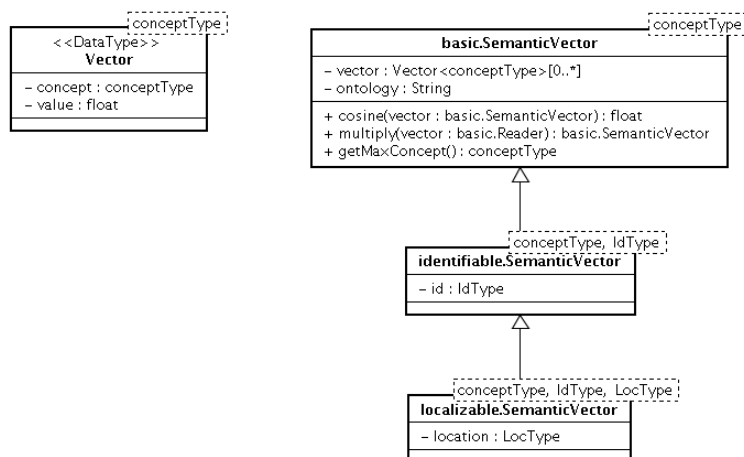 conceptType
<<DataType>>
Vector
- concept : conceptType
- value : float
conceptType
basic.SemanticVector
- vector : Vector<conceptType>[0..*]
- ontology : String
+ cosine(vector : basic.SemanticVector) : float
+ multiply(vector : basic.Reader) : basic.SemanticVector
+ getMaxConcept() : conceptType
conceptType, IdType
identifiable.SemanticVector
- id : IdType
conceptType, IdType, LocType
localizable.SemanticVector
- location : LocType